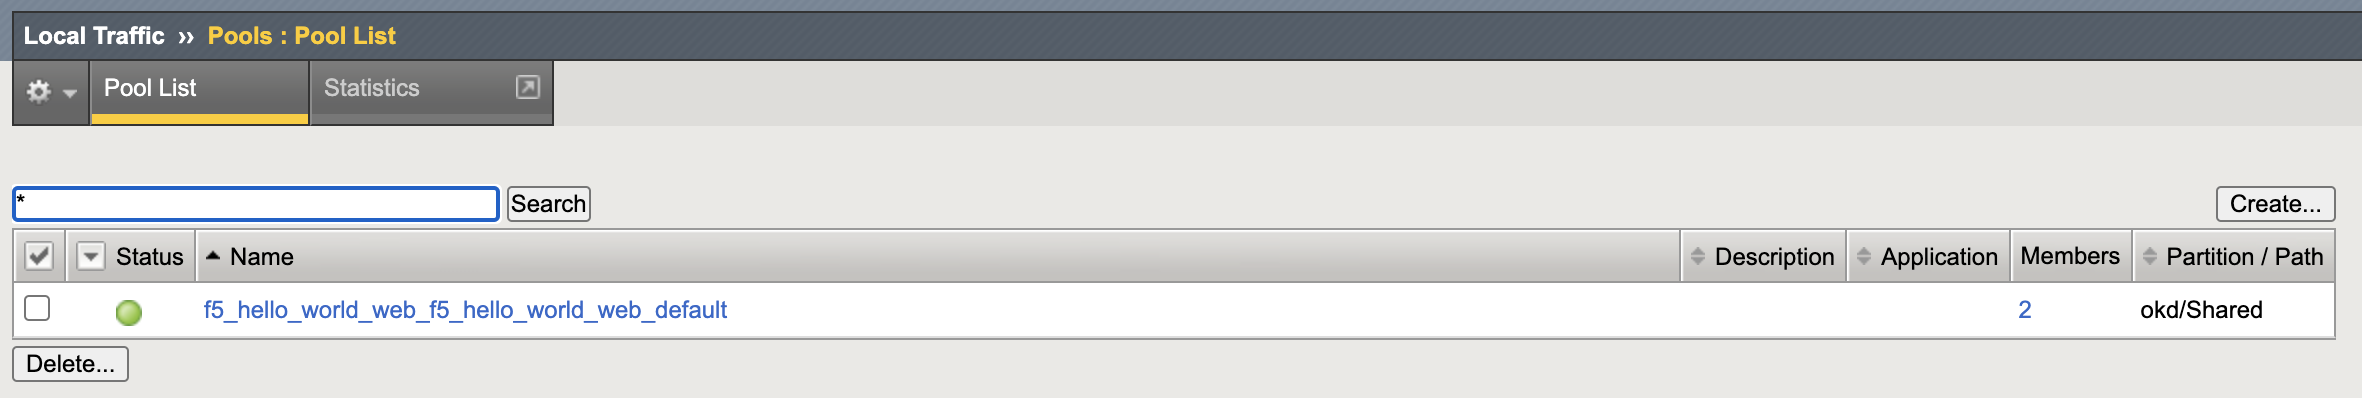 Local Traffic ›› Pools : Pool List
Pool List Statistics
* Search Create...
Status Name Description Application Members Partition / Path
f5_hello_world_web_f5_hello_world_web_default 2 okd/Shared
Delete...